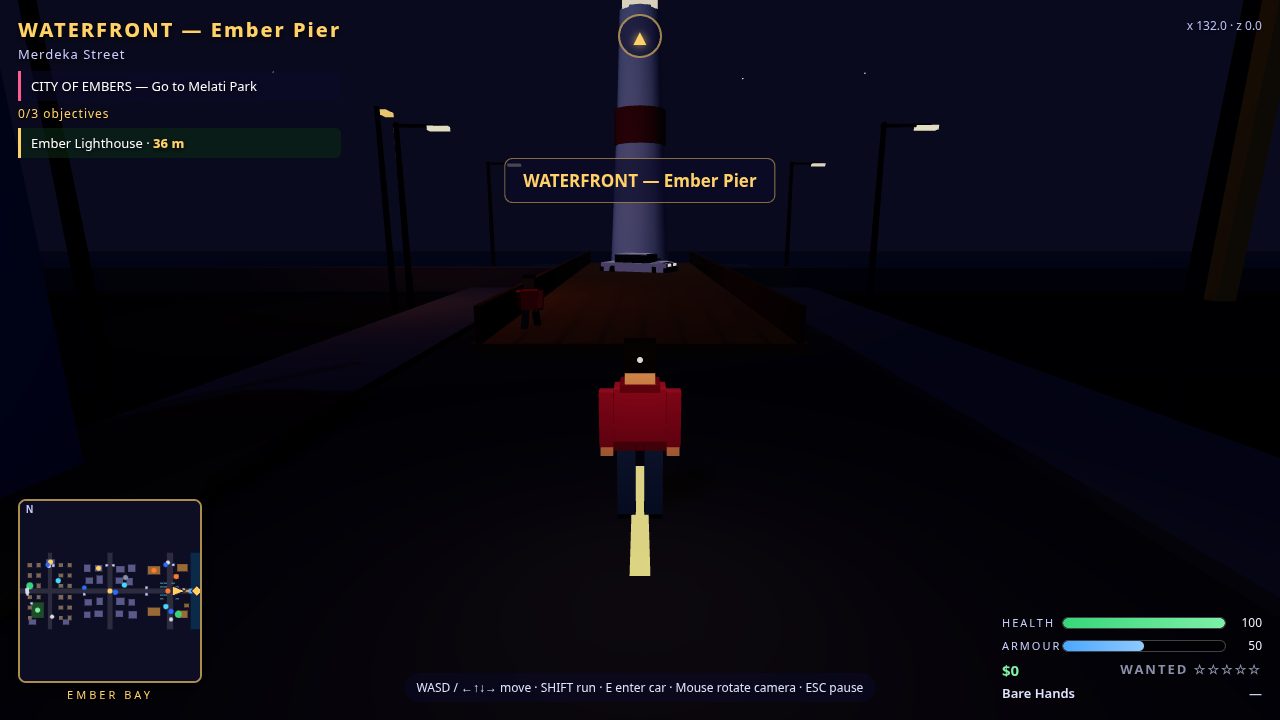 WATERFRONT — Ember Pier
Merdeka Street
CITY OF EMBERS — Go to Melati Park
0/3 objectives
Ember Lighthouse · 36 m
x 132.0 · z 0.0
WATERFRONT — Ember Pier
N
EMBER BAY
WASD / ←↑↓→ move · SHIFT run · E enter car · Mouse rotate camera · ESC pause
HEALTH 100
ARMOUR 50
$0 WANTED ☆☆☆☆☆
Bare Hands —